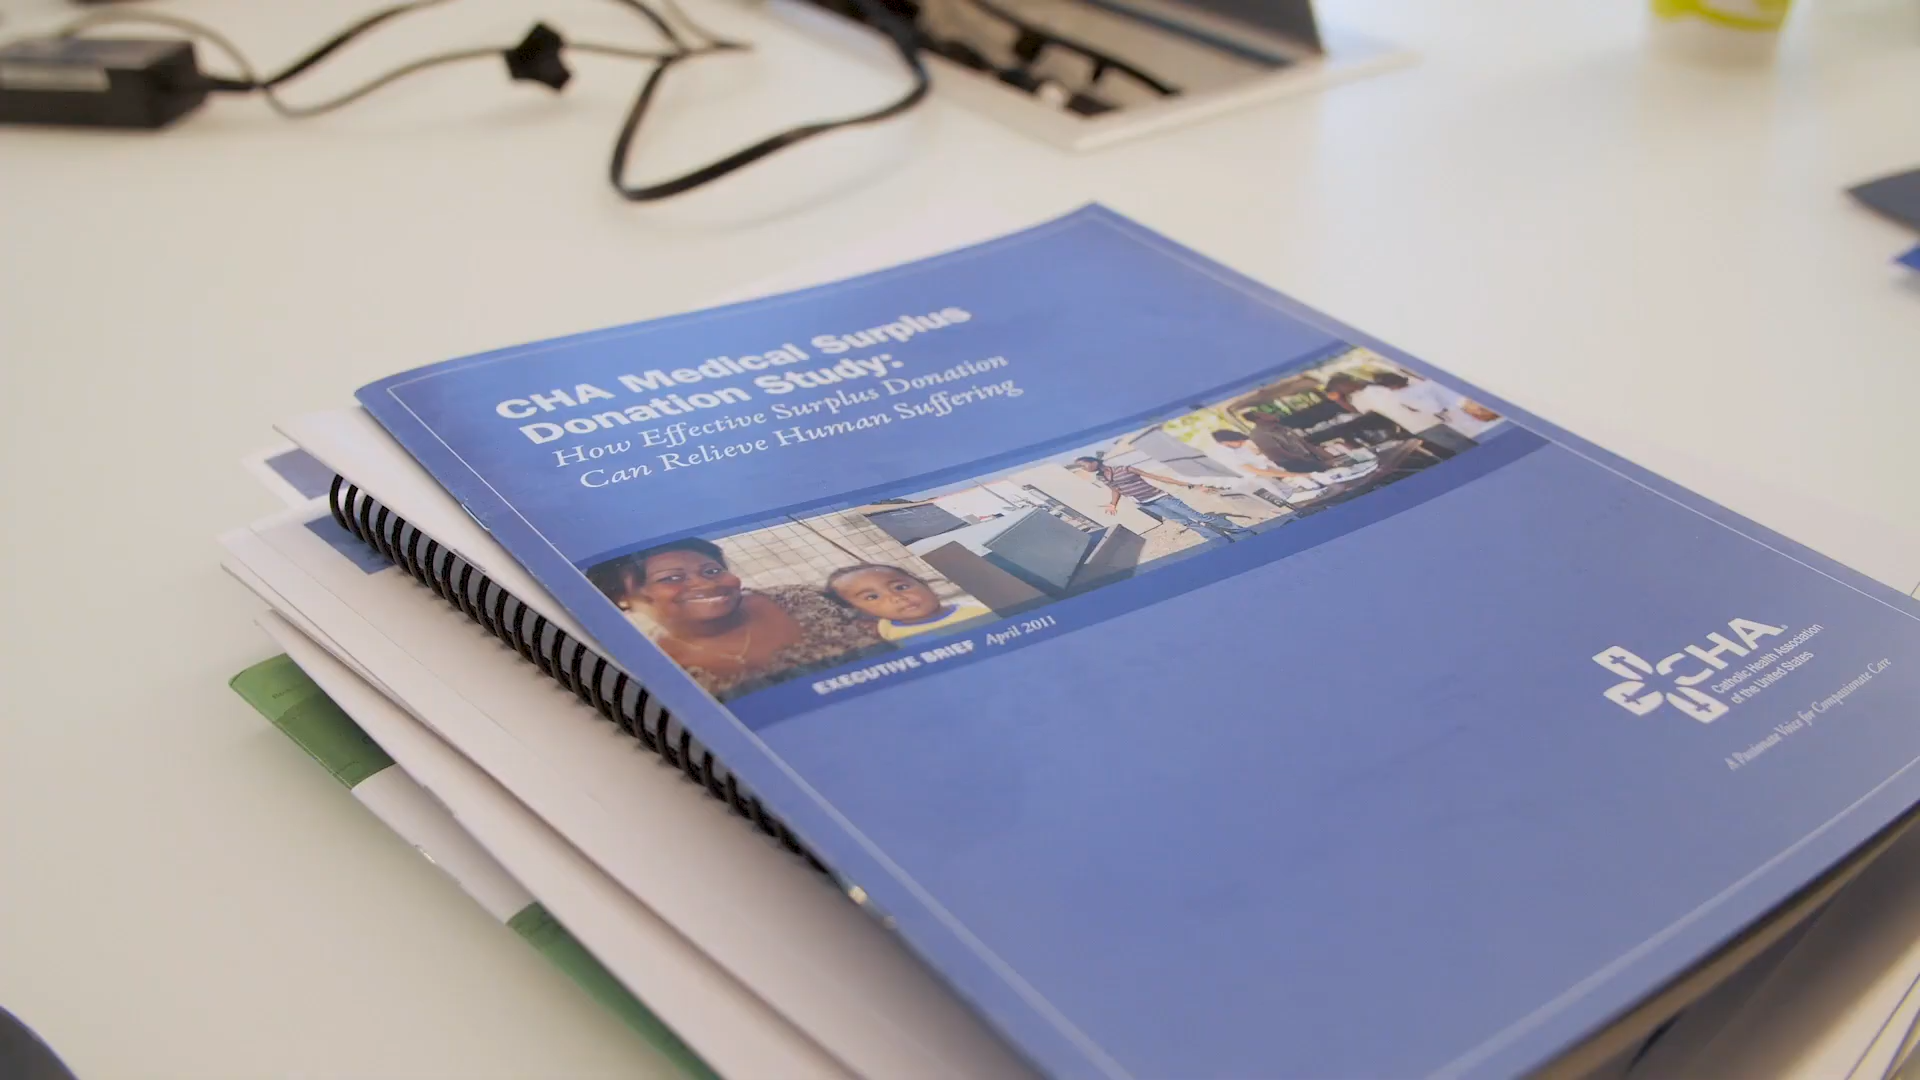 CHA Medical Surplus
Donation Study:
How Effective Surplus Donation
Can Relieve Human Suffering
EXECUTIVE BRIEF April 2011
CHA®
Catholic Health Association
of the United States
A Passionate Voice for Compassionate Care